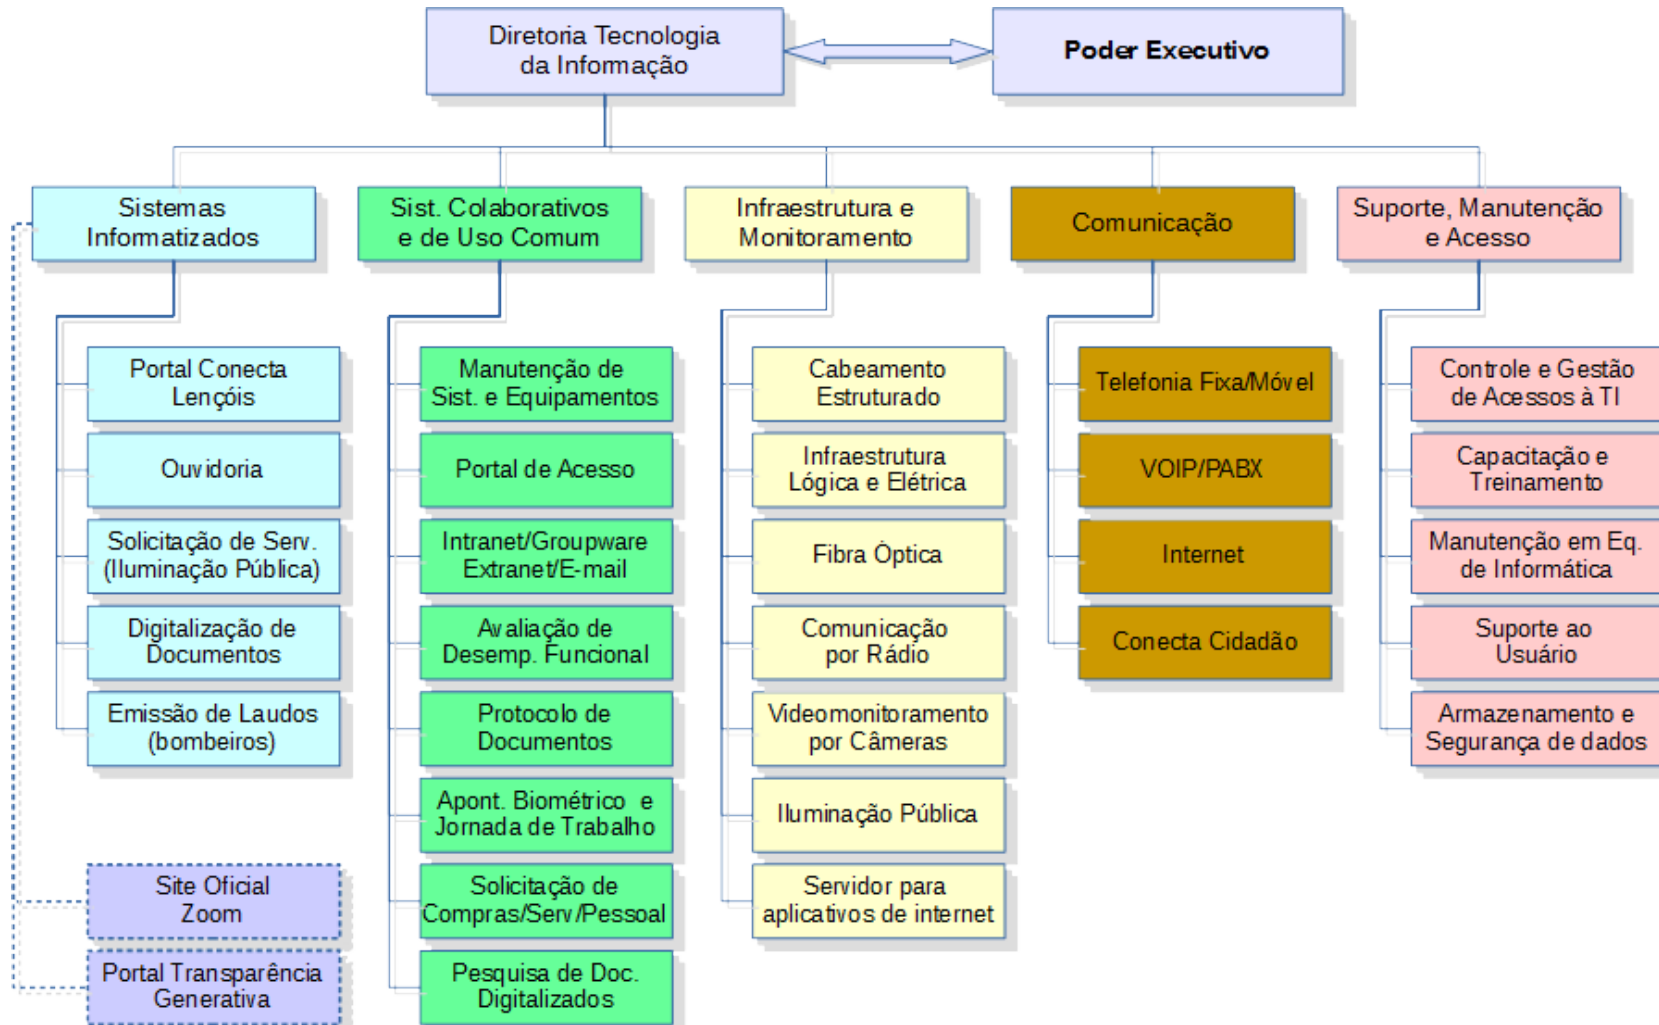 Diretoria Tecnologia
da Informação
Poder Executivo
Sistemas
Informatizados
Sist. Colaborativos
e de Uso Comum
Infraestrutura e
Monitoramento
Comunicação
Suporte, Manutenção
e Acesso
Portal Conecta
Lençóis
Ouvidoria
Solicitação de Serv.
(Iluminação Pública)
Digitalização de
Documentos
Emissão de Laudos
(bombeiros)
Site Oficial
Zoom
Portal Transparência
Generativa
Manutenção de
Sist. e Equipamentos
Portal de Acesso
Intranet/Groupware
Extranet/E-mail
Avaliação de
Desemp. Funcional
Protocolo de
Documentos
Apont. Biométrico e
Jornada de Trabalho
Solicitação de
Compras/Serv/Pessoal
Pesquisa de Doc.
Digitalizados
Cabeamento
Estruturado
Infraestrutura
Lógica e Elétrica
Fibra Óptica
Comunicação
por Rádio
Videomonitoramento
por Câmeras
Iluminação Pública
Servidor para
aplicativos de internet
Telefonia Fixa/Móvel
VOIP/PABX
Internet
Conecta Cidadão
Controle e Gestão
de Acessos à TI
Capacitação e
Treinamento
Manutenção em Eq.
de Informática
Suporte ao
Usuário
Armazenamento e
Segurança de dados